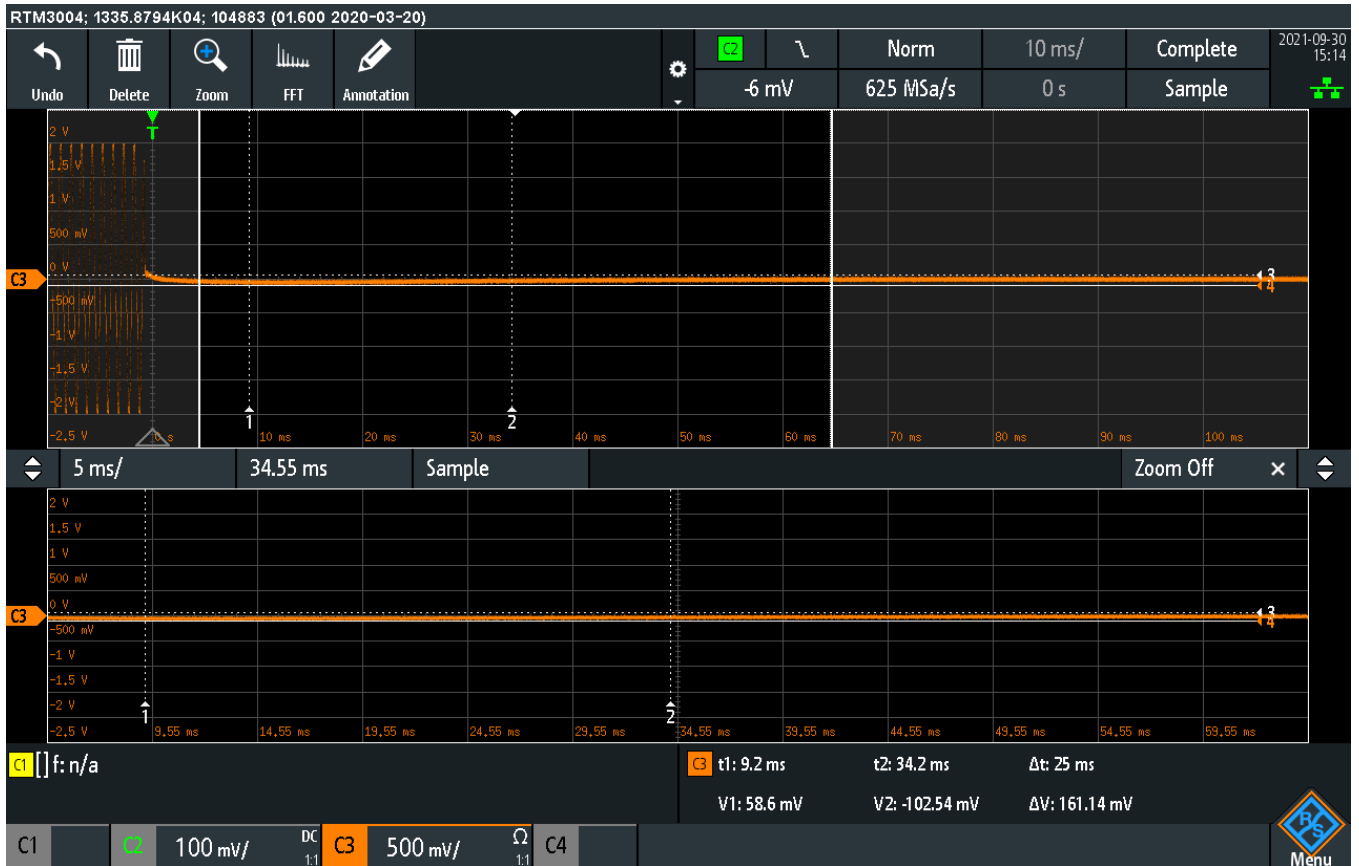 RTM3004; 1335.8794K04; 104883 (01.600 2020-03-20)
Undo Delete Zoom FFT Annotation
C2 Norm 10 ms/ Complete 2021-09-30
15:14
-6 mV 625 MSa/s 0 s Sample
2 V
T
1.5 V
1 V
500 mV
0 V
C3
3
4
-500 mV
-1 V
-1.5 V
-2 V
1 2
-2.5 V 0 s 10 ms 20 ms 30 ms 40 ms 50 ms 60 ms 70 ms 80 ms 90 ms 100 ms
5 ms/ 34.55 ms Sample Zoom Off
2 V
1.5 V
1 V
500 mV
0 V
C3
3
4
-500 mV
-1 V
-1.5 V
-2 V
1 2
-2.5 V 9.55 ms 14.55 ms 19.55 ms 24.55 ms 29.55 ms 34.55 ms 39.55 ms 44.55 ms 49.55 ms 54.55 ms 59.55 ms
C1 [ ] f: n/a
C3 t1: 9.2 ms t2: 34.2 ms Δt: 25 ms
V1: 58.6 mV V2: -102.54 mV ΔV: 161.14 mV
C1 C2 100 mV/ DC 1:1 C3 500 mV/ Ω 1:1 C4
R&S
Menu